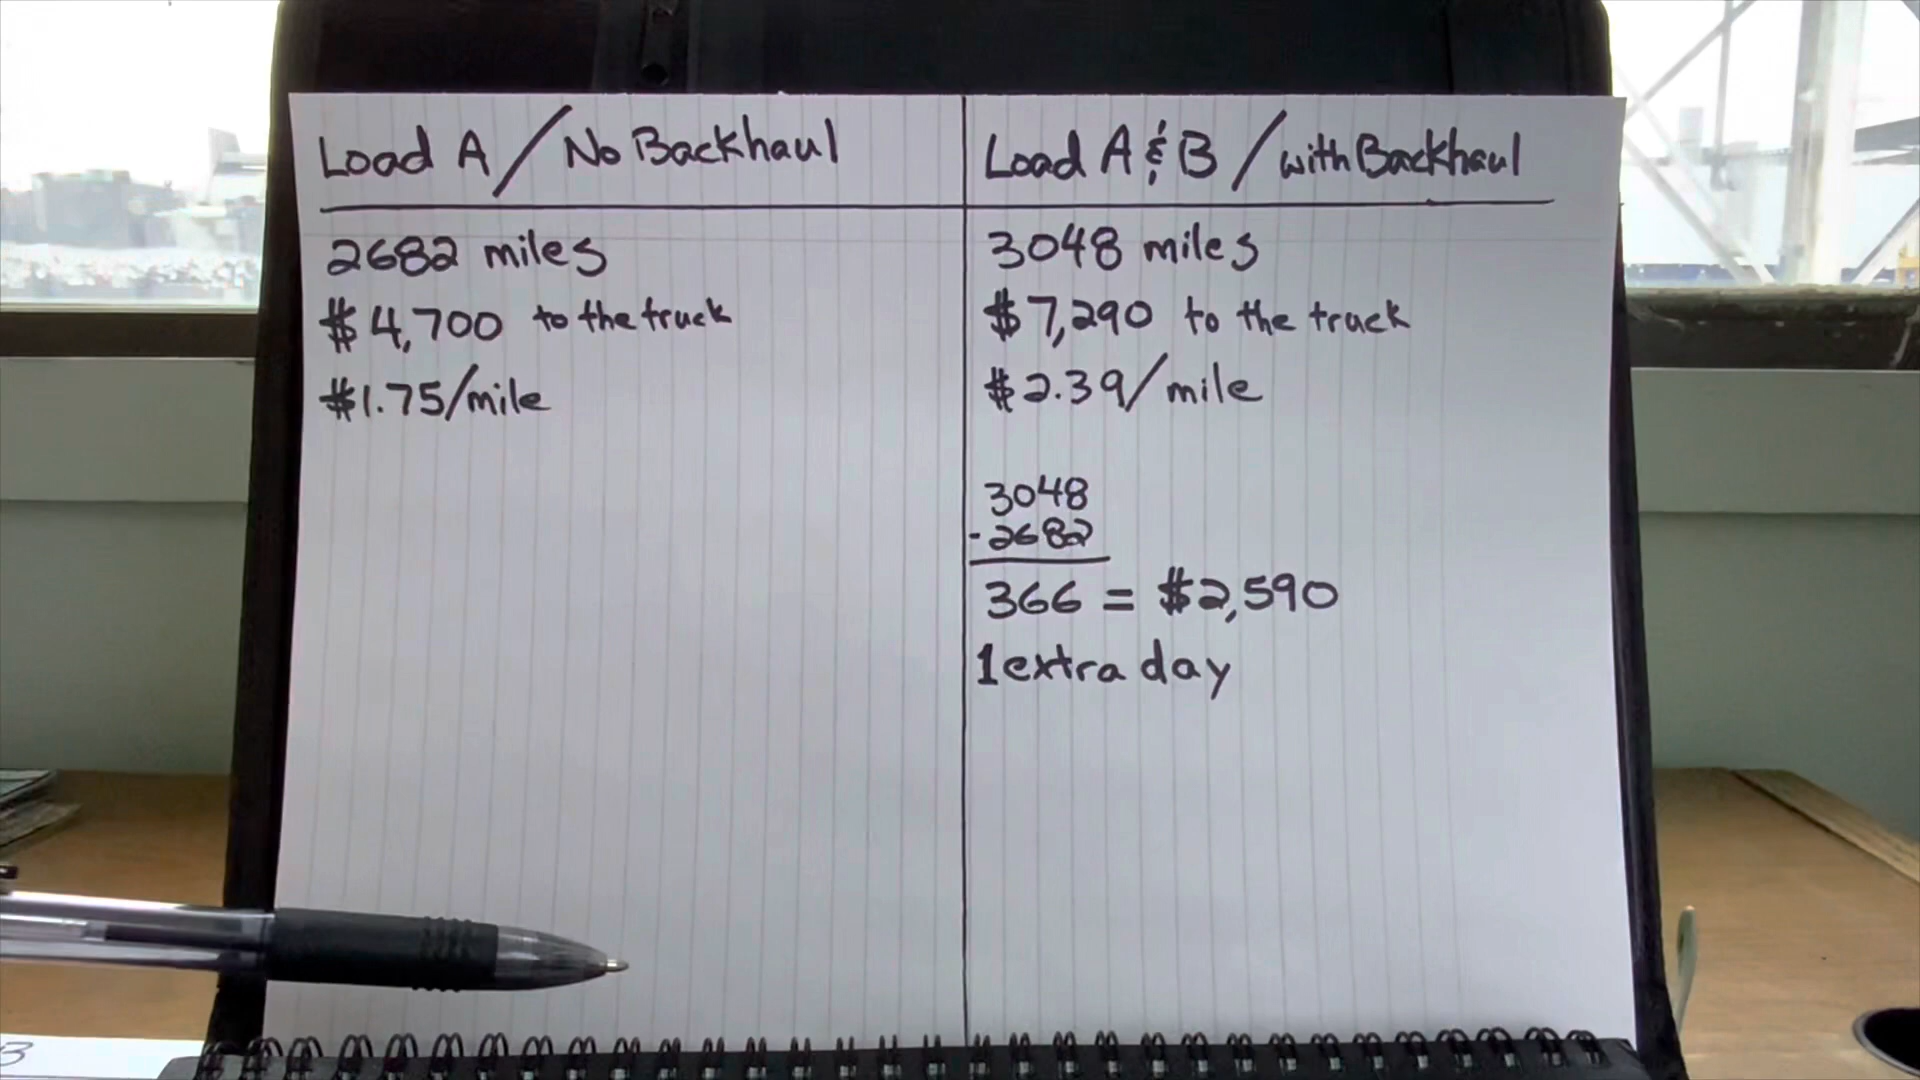 Load A / No Backhaul
2682 miles
$4,700 to the truck
$1.75/mile
Load A & B / with Backhaul
3048 miles
$7,290 to the truck
$2.39/mile
3048
-2682
366 = $2,590
1 extra day
3